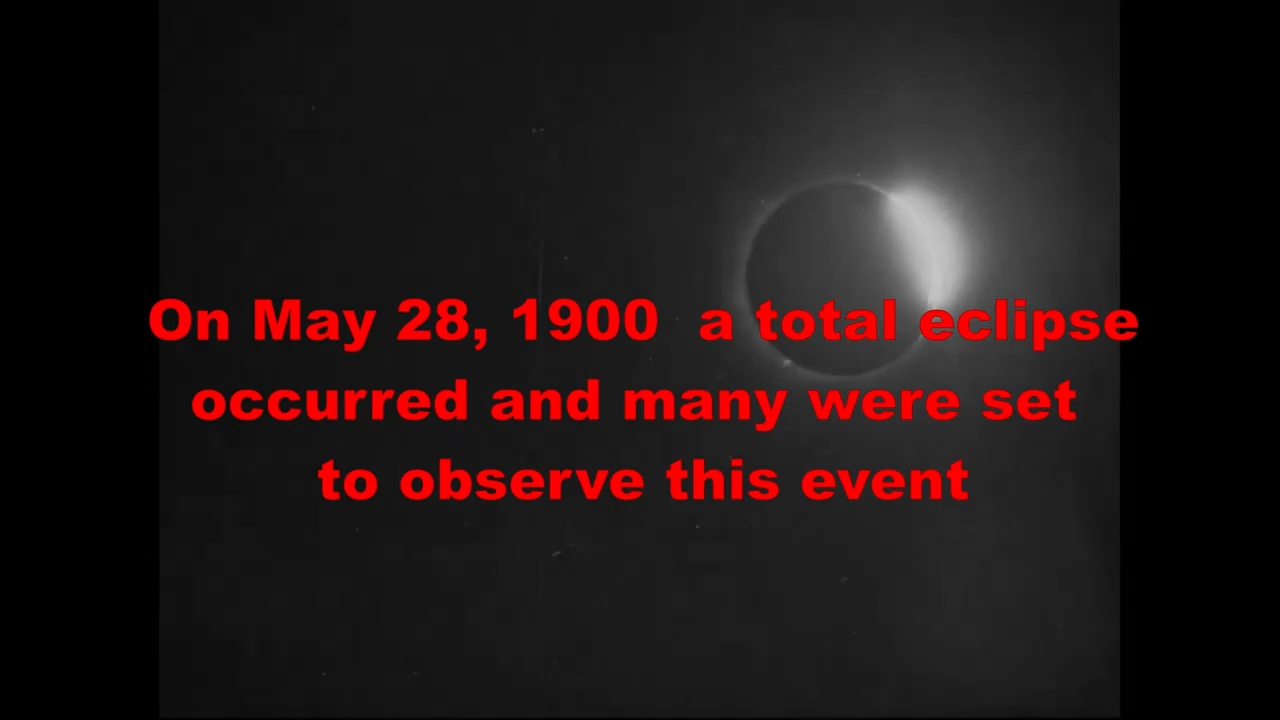 On May 28, 1900  a total eclipse
occurred and many were set
to observe this event